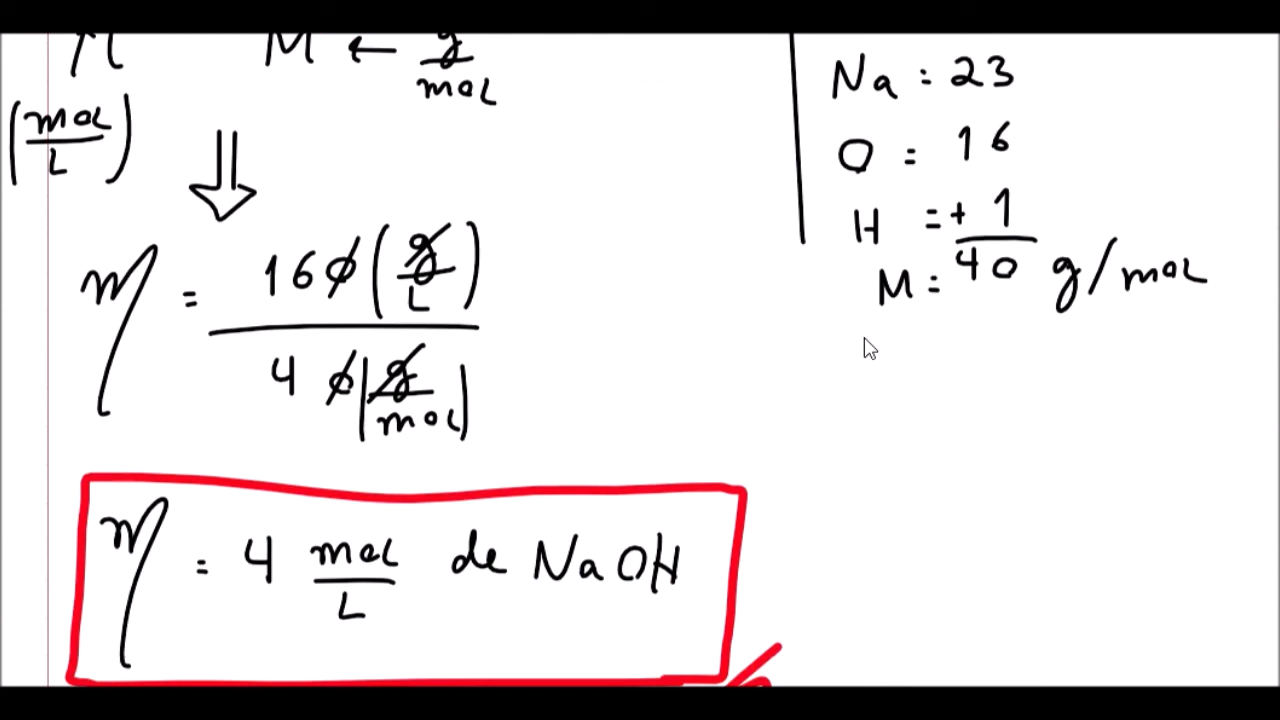 M ← g
mol
(mol
L)
Na : 23
O = 16
H =+ 1
M = 40 g/mol
m = 160 (g
L)
40 (g
mol)
m = 4 mol
L de NaOH